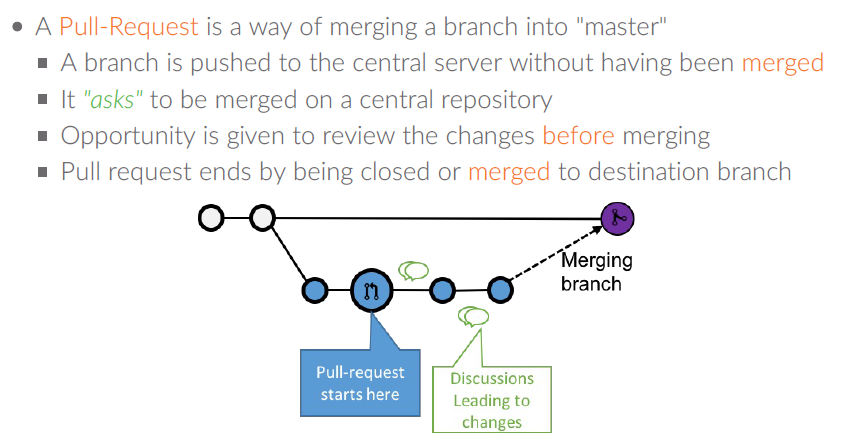 A Pull-Request is a way of merging a branch into "master"
A branch is pushed to the central server without having been merged
It "asks" to be merged on a central repository
Opportunity is given to review the changes before merging
Pull request ends by being closed or merged to destination branch
Merging
branch
Pull-request
starts here
Discussions
Leading to
changes